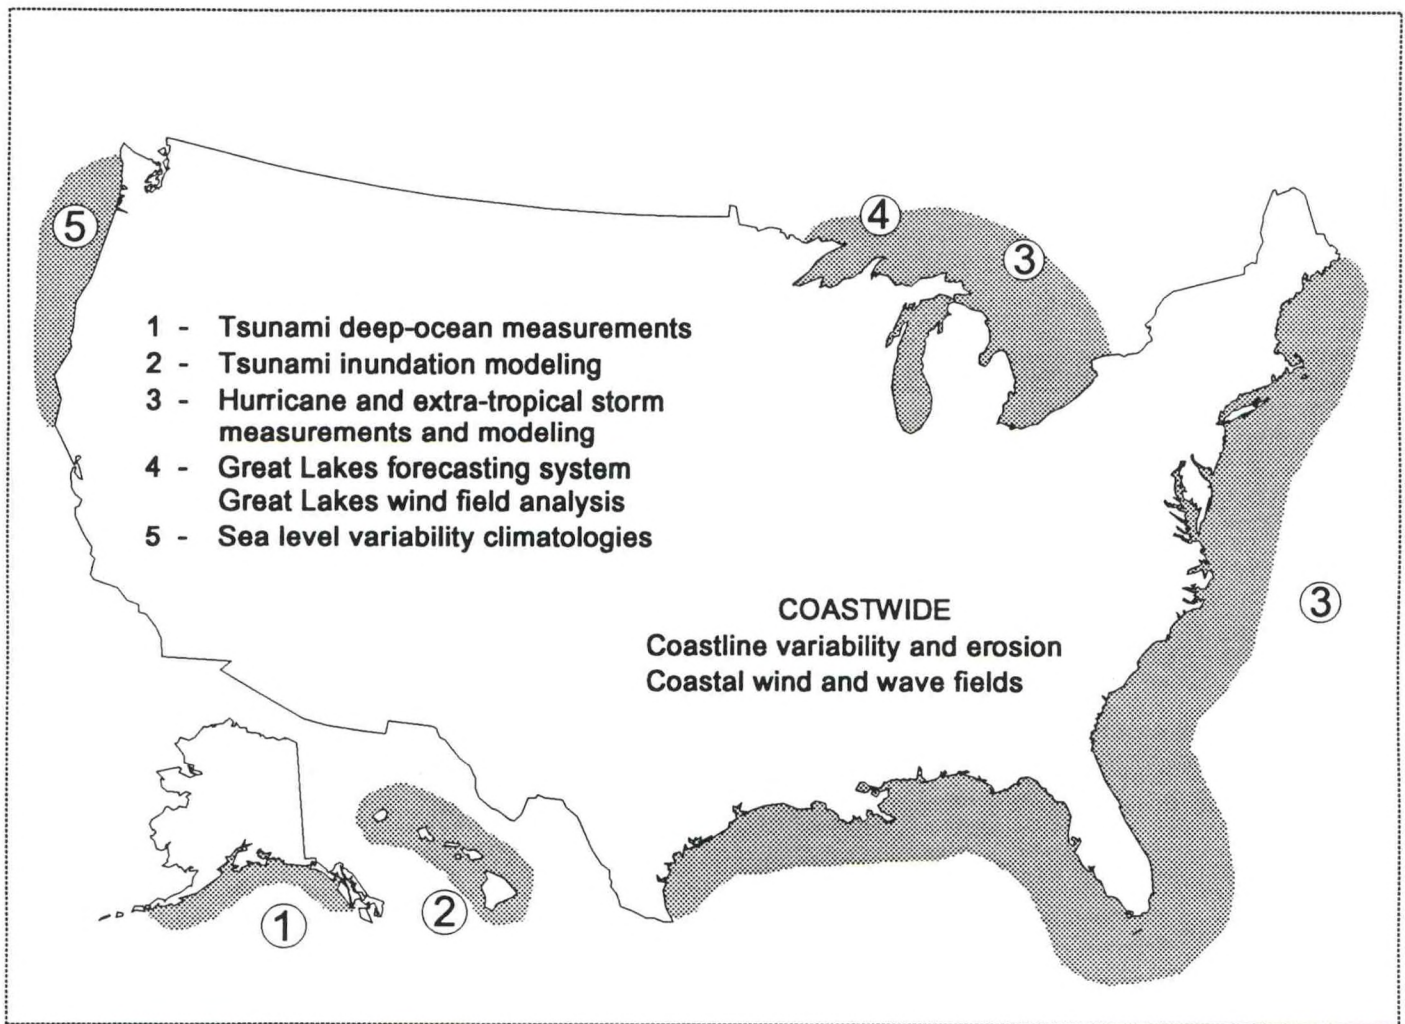 5
4
3
1 - Tsunami deep-ocean measurements
2 - Tsunami inundation modeling
3 - Hurricane and extra-tropical storm
measurements and modeling
4 - Great Lakes forecasting system
Great Lakes wind field analysis
5 - Sea level variability climatologies
COASTWIDE
Coastline variability and erosion
Coastal wind and wave fields
3
1
2